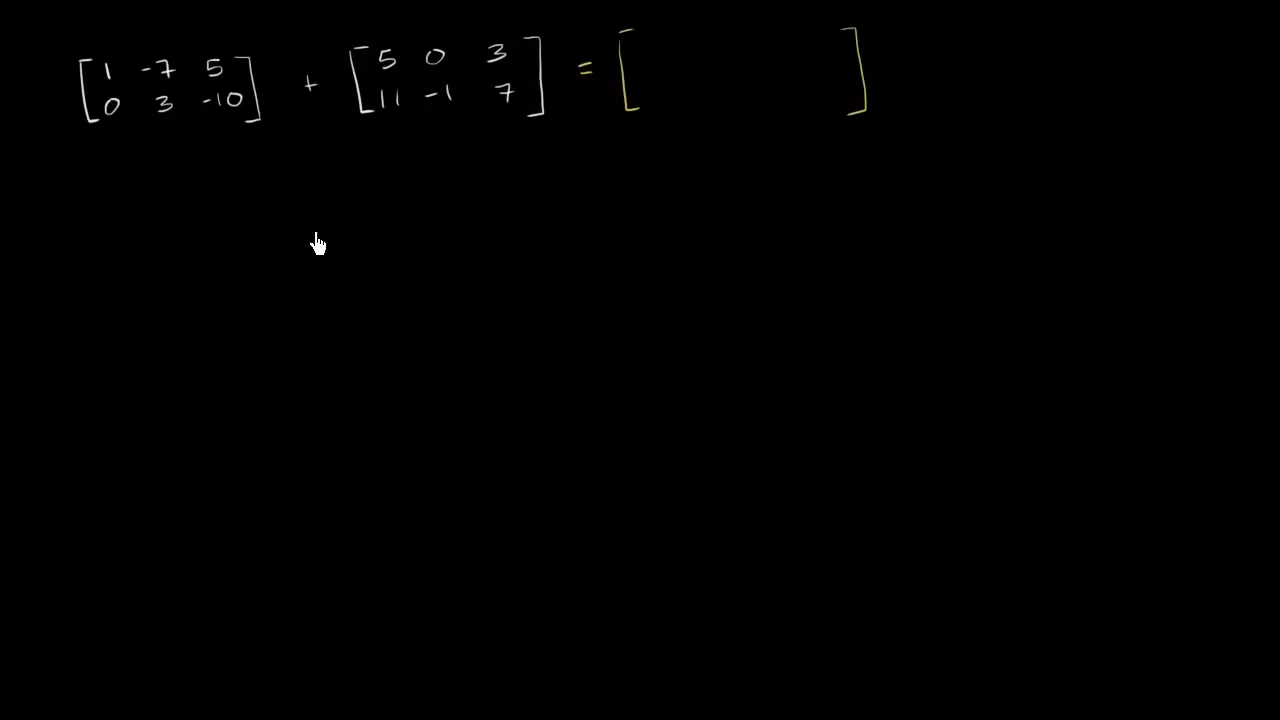 [ 1 -7 5 ] + [ 5 0 3 ] = [ ]
[ 0 3 -10 ] [ 11 -1 7 ]